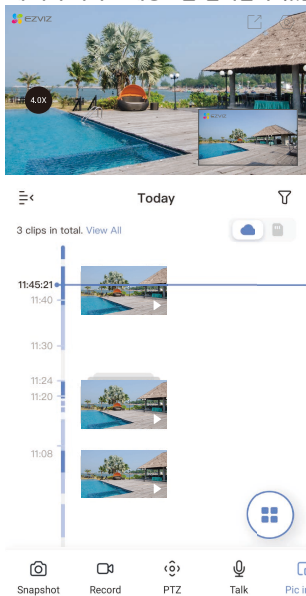 EZVIZ
4.0X
EZVIZ
Today
3 clips in total. View All
11:45:21
11:40
11:30
11:24
11:20
11:08
Snapshot
Record
PTZ
Talk
Pic i